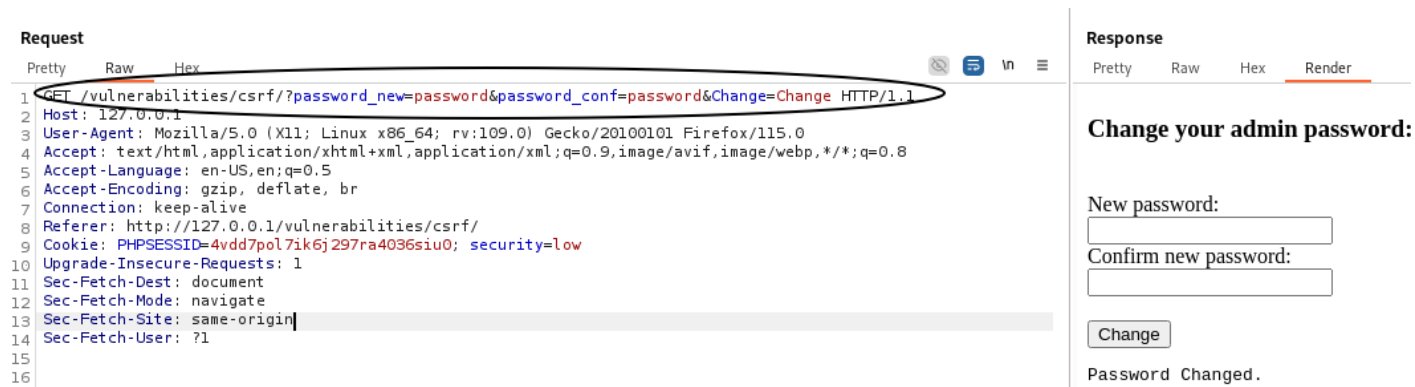 Request
Pretty Raw Hex
\n
1 GET /vulnerabilities/csrf/?password_new=password&password_conf=password&Change=Change HTTP/1.1
2 Host: 127.0.0.1
3 User-Agent: Mozilla/5.0 (X11; Linux x86_64; rv:109.0) Gecko/20100101 Firefox/115.0
4 Accept: text/html,application/xhtml+xml,application/xml;q=0.9,image/avif,image/webp,*/*;q=0.8
5 Accept-Language: en-US,en;q=0.5
6 Accept-Encoding: gzip, deflate, br
7 Connection: keep-alive
8 Referer: http://127.0.0.1/vulnerabilities/csrf/
9 Cookie: PHPSESSID=4vdd7pol7ik6j297ra4036siu0; security=low
10 Upgrade-Insecure-Requests: 1
11 Sec-Fetch-Dest: document
12 Sec-Fetch-Mode: navigate
13 Sec-Fetch-Site: same-origin
14 Sec-Fetch-User: ?1
15
16
Response
Pretty Raw Hex Render
Change your admin password:
New password:
Confirm new password:
Change
Password Changed.